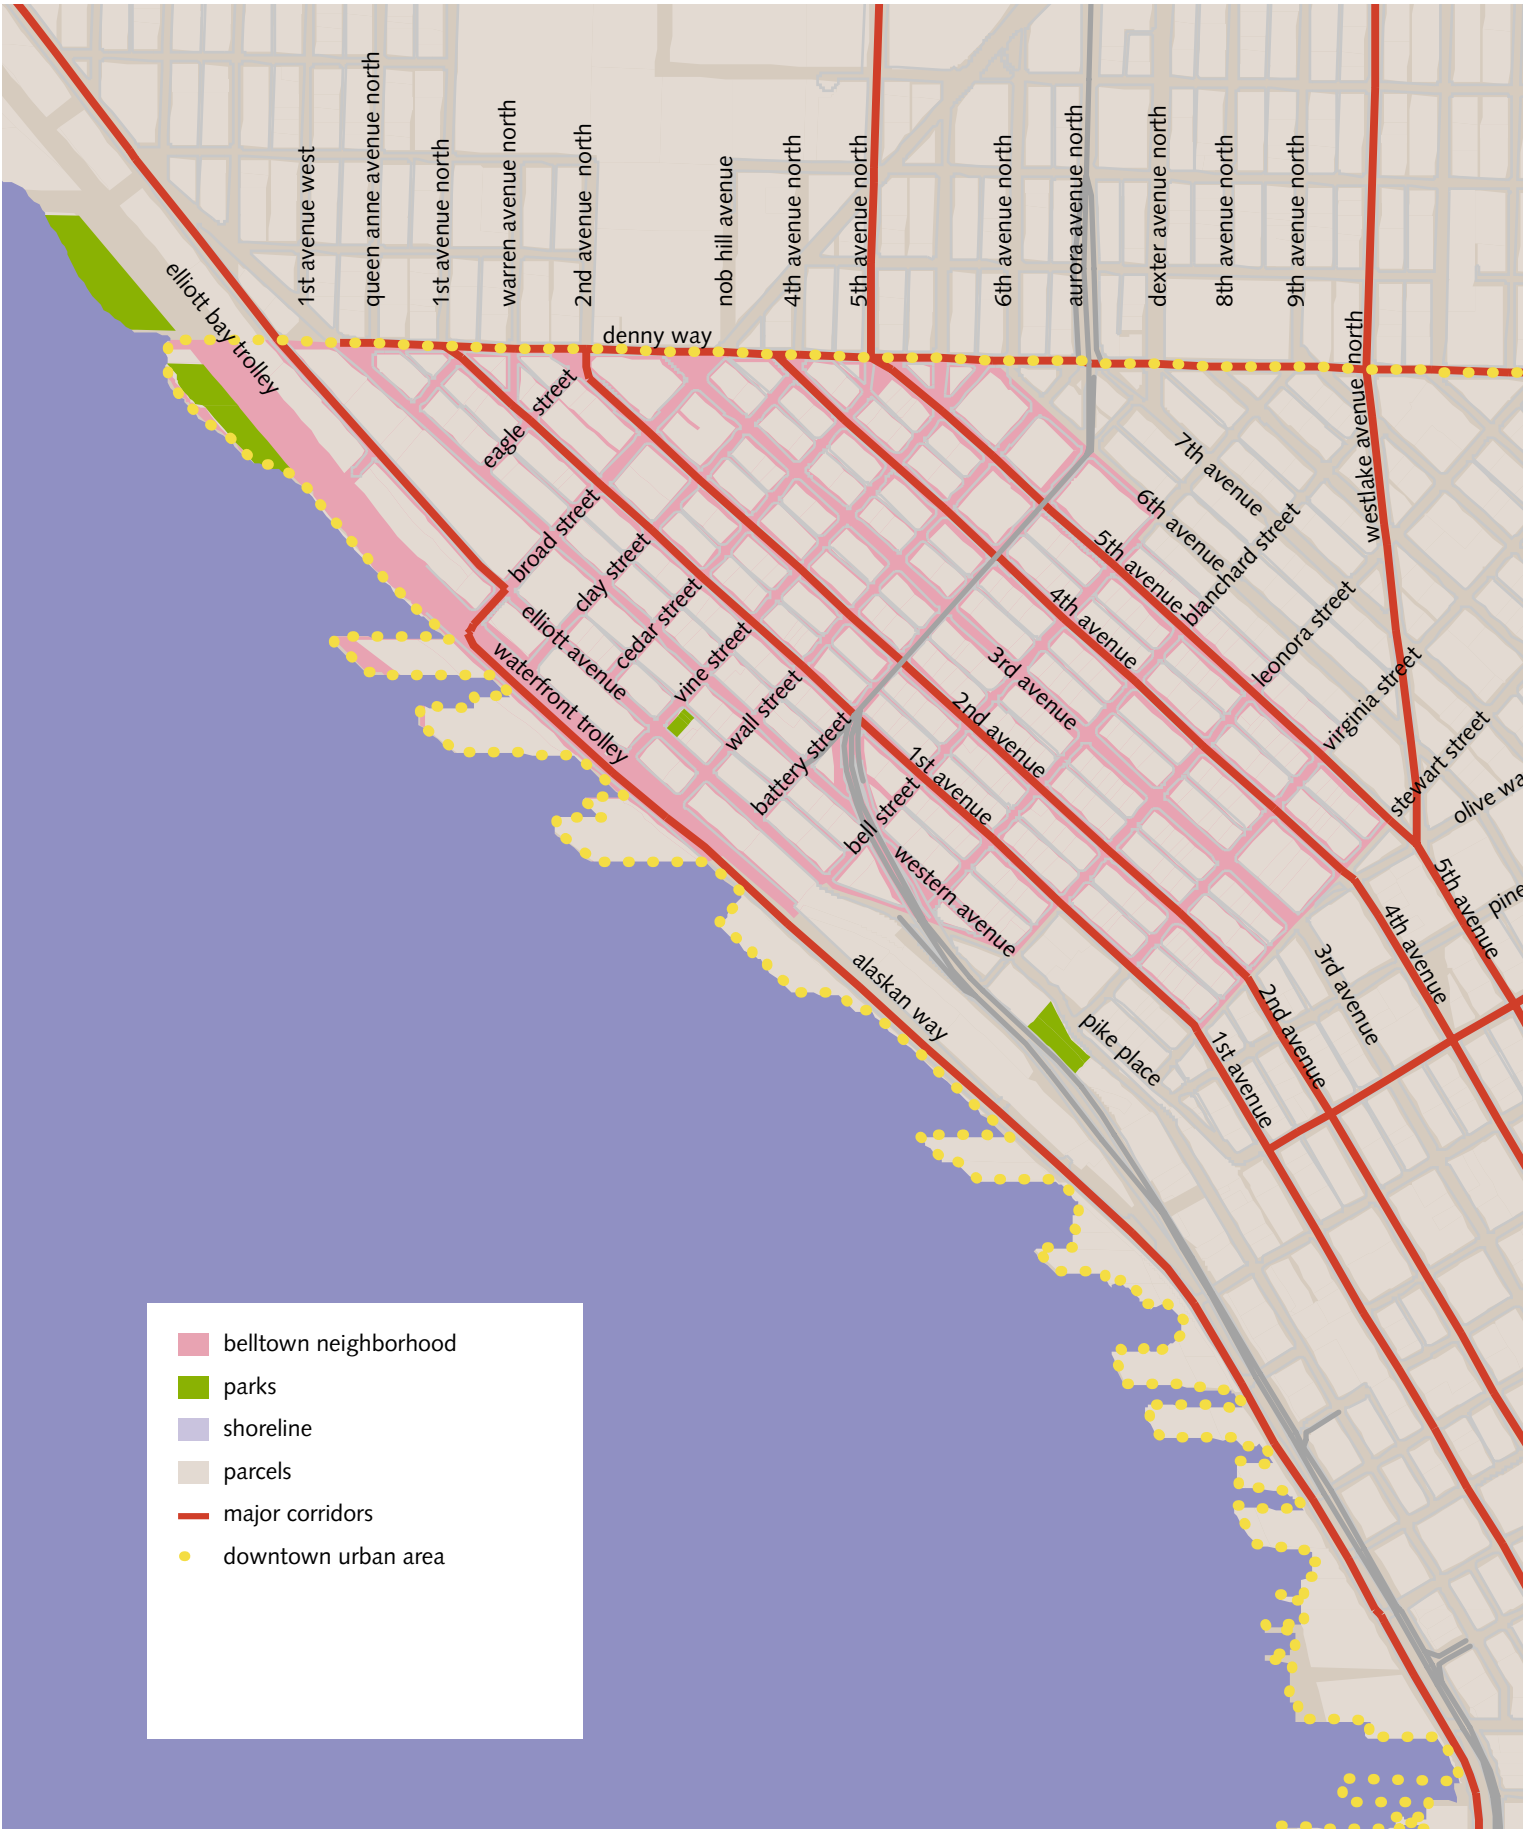 1st avenue west
queen anne avenue north
1st avenue north
warren avenue north
2nd avenue north
nob hill avenue
4th avenue north
5th avenue north
6th avenue north
aurora avenue north
dexter avenue north
8th avenue north
9th avenue north
westlake avenue north
elliott bay trolley
denny way
eagle street
broad street
clay street
cedar street
vine street
wall street
battery street
bell street
elliott avenue
waterfront trolley
western avenue
alaskan way
pike place
7th avenue
6th avenue
5th avenue
4th avenue
3rd avenue
2nd avenue
1st avenue
blanchard street
leonora street
virginia street
stewart street
olive wa
pine
5th avenue
4th avenue
3rd avenue
2nd avenue
1st avenue
belltown neighborhood
parks
shoreline
parcels
major corridors
downtown urban area